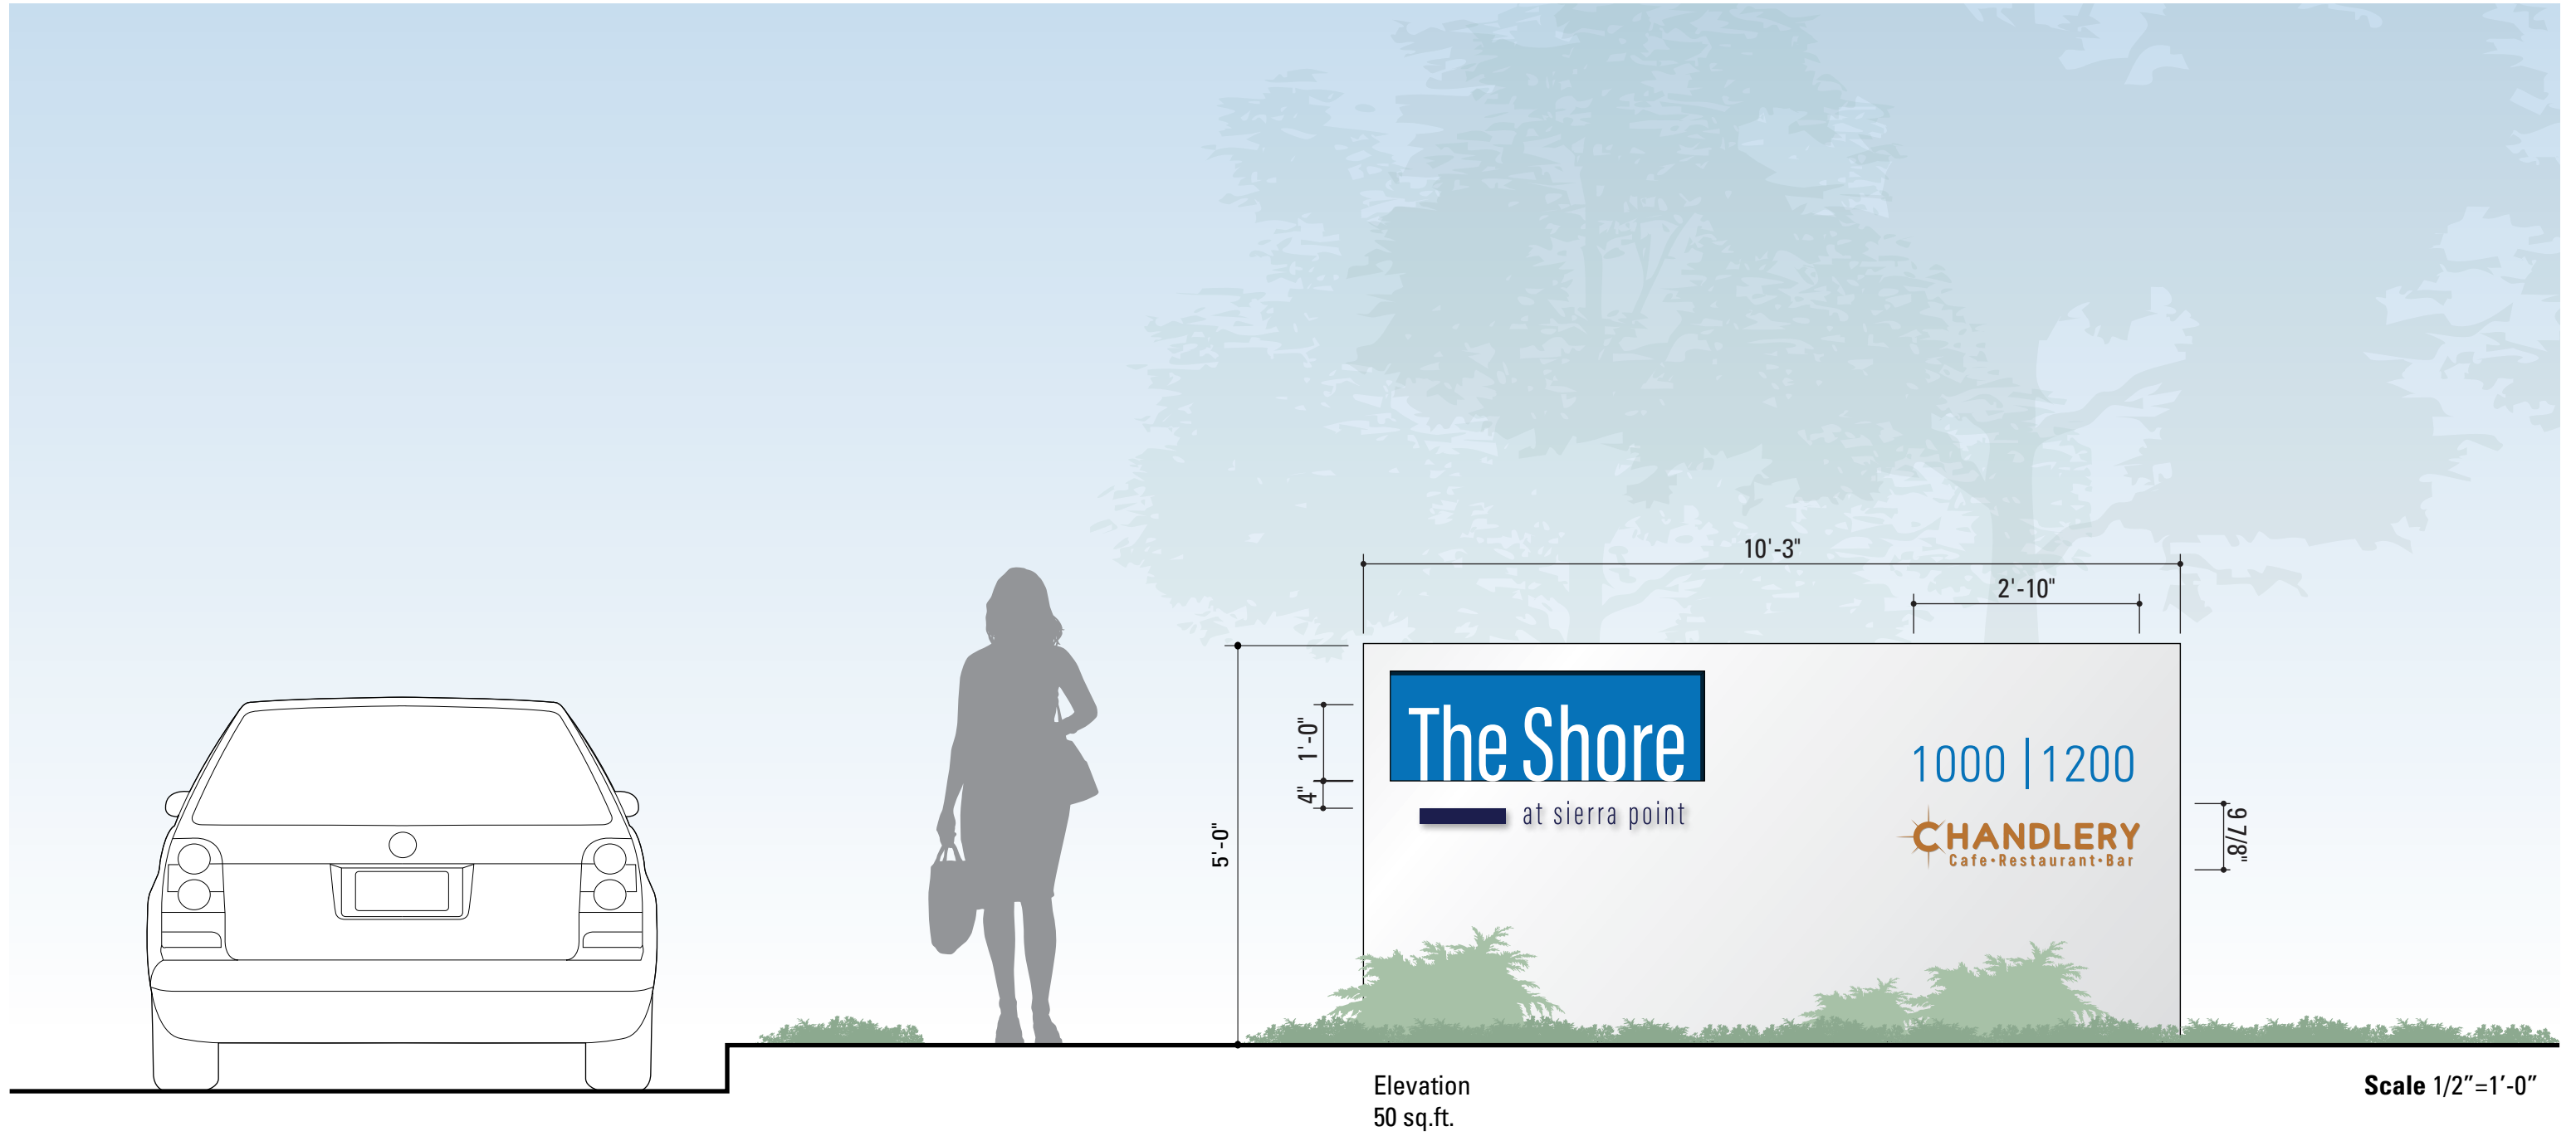 10'-3"
2'-10"
1'-0"
4"
5'-0"
The Shore
at sierra point
1000 | 1200
CHANDLERY
Cafe•Restaurant•Bar
9 7/8"
Elevation
50 sq.ft.
Scale 1/2”=1’-0”